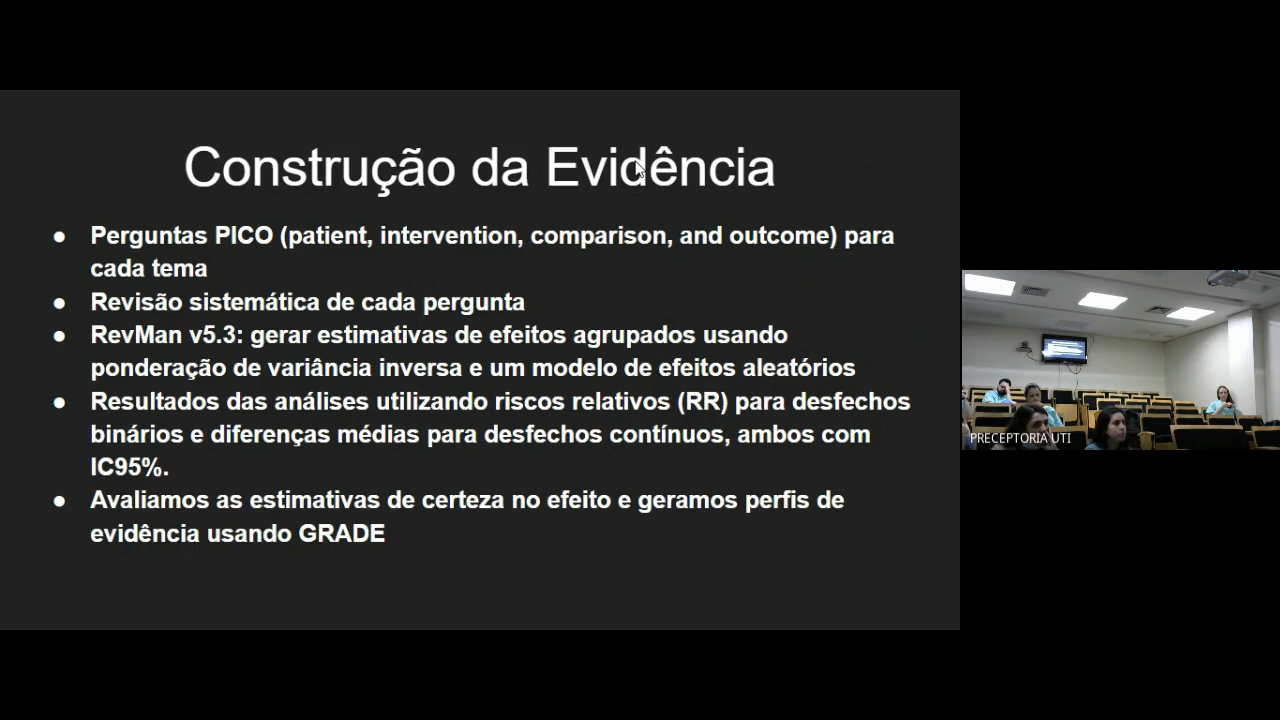 Construção da Evidência
● Perguntas PICO (patient, intervention, comparison, and outcome) para
cada tema
● Revisão sistemática de cada pergunta
● RevMan v5.3: gerar estimativas de efeitos agrupados usando
ponderação de variância inversa e um modelo de efeitos aleatórios
● Resultados das análises utilizando riscos relativos (RR) para desfechos
binários e diferenças médias para desfechos contínuos, ambos com
IC95%.
● Avaliamos as estimativas de certeza no efeito e geramos perfis de
evidência usando GRADE
PRECEPTORIA UTI